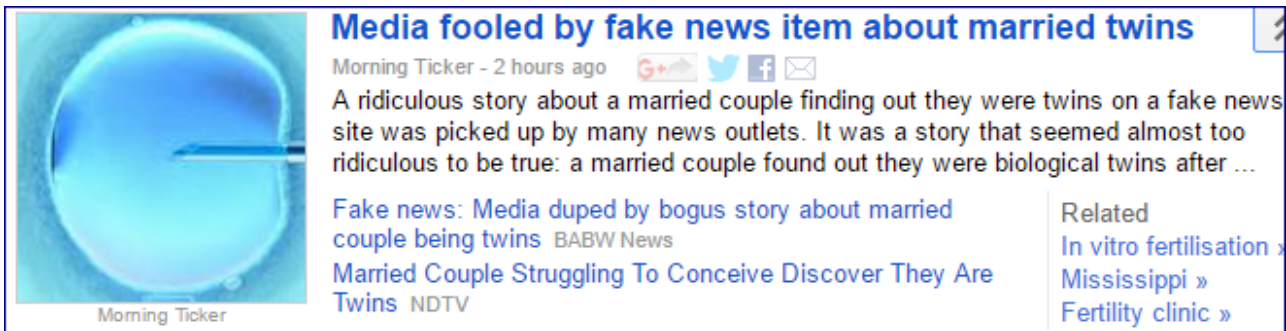 Media fooled by fake news item about married twins
Morning Ticker - 2 hours ago
A ridiculous story about a married couple finding out they were twins on a fake news
site was picked up by many news outlets. It was a story that seemed almost too
ridiculous to be true: a married couple found out they were biological twins after ...
Fake news: Media duped by bogus story about married
couple being twins BABW News
Married Couple Struggling To Conceive Discover They Are
Twins NDTV
Related
In vitro fertilisation »
Mississippi »
Fertility clinic »
Morning Ticker